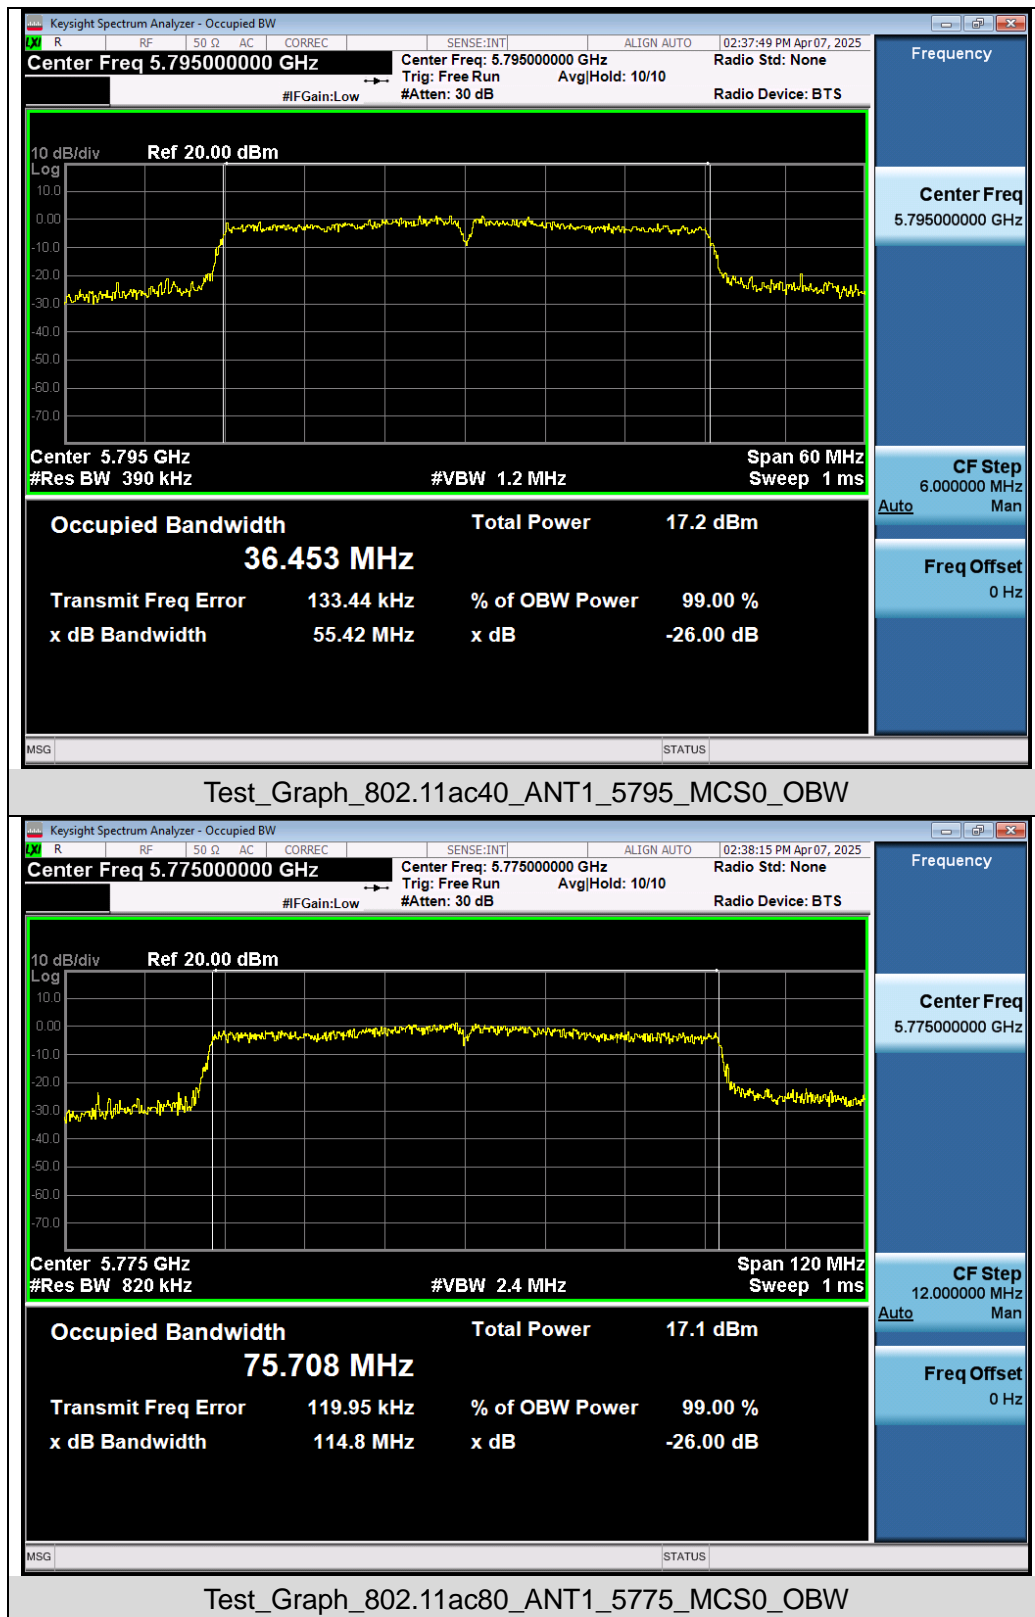 Keysight Spectrum Analyzer - Occupied BW
LXI R RF 50 Ω AC CORREC SENSE:INT ALIGN AUTO 02:37:49 PM Apr 07, 2025
Center Freq 5.795000000 GHz Center Freq: 5.795000000 GHz Radio Std: None
Trig: Free Run Avg|Hold: 10/10
#IFGain:Low #Atten: 30 dB Radio Device: BTS
10 dB/div Ref 20.00 dBm
Log
10.0
0.00
-10.0
-20.0
-30.0
-40.0
-50.0
-60.0
-70.0
Center 5.795 GHz Span 60 MHz
#Res BW 390 kHz #VBW 1.2 MHz Sweep 1 ms
Occupied Bandwidth Total Power 17.2 dBm
36.453 MHz
Transmit Freq Error 133.44 kHz % of OBW Power 99.00 %
x dB Bandwidth 55.42 MHz x dB -26.00 dB
MSG STATUS
Frequency
Center Freq
5.795000000 GHz
CF Step
6.000000 MHz
Auto Man
Freq Offset
0 Hz
Test_Graph_802.11ac40_ANT1_5795_MCS0_OBW
Keysight Spectrum Analyzer - Occupied BW
LXI R RF 50 Ω AC CORREC SENSE:INT ALIGN AUTO 02:38:15 PM Apr 07, 2025
Center Freq 5.775000000 GHz Center Freq: 5.775000000 GHz Radio Std: None
Trig: Free Run Avg|Hold: 10/10
#IFGain:Low #Atten: 30 dB Radio Device: BTS
10 dB/div Ref 20.00 dBm
Log
10.0
0.00
-10.0
-20.0
-30.0
-40.0
-50.0
-60.0
-70.0
Center 5.775 GHz Span 120 MHz
#Res BW 820 kHz #VBW 2.4 MHz Sweep 1 ms
Occupied Bandwidth Total Power 17.1 dBm
75.708 MHz
Transmit Freq Error 119.95 kHz % of OBW Power 99.00 %
x dB Bandwidth 114.8 MHz x dB -26.00 dB
MSG STATUS
Frequency
Center Freq
5.775000000 GHz
CF Step
12.000000 MHz
Auto Man
Freq Offset
0 Hz
Test_Graph_802.11ac80_ANT1_5775_MCS0_OBW